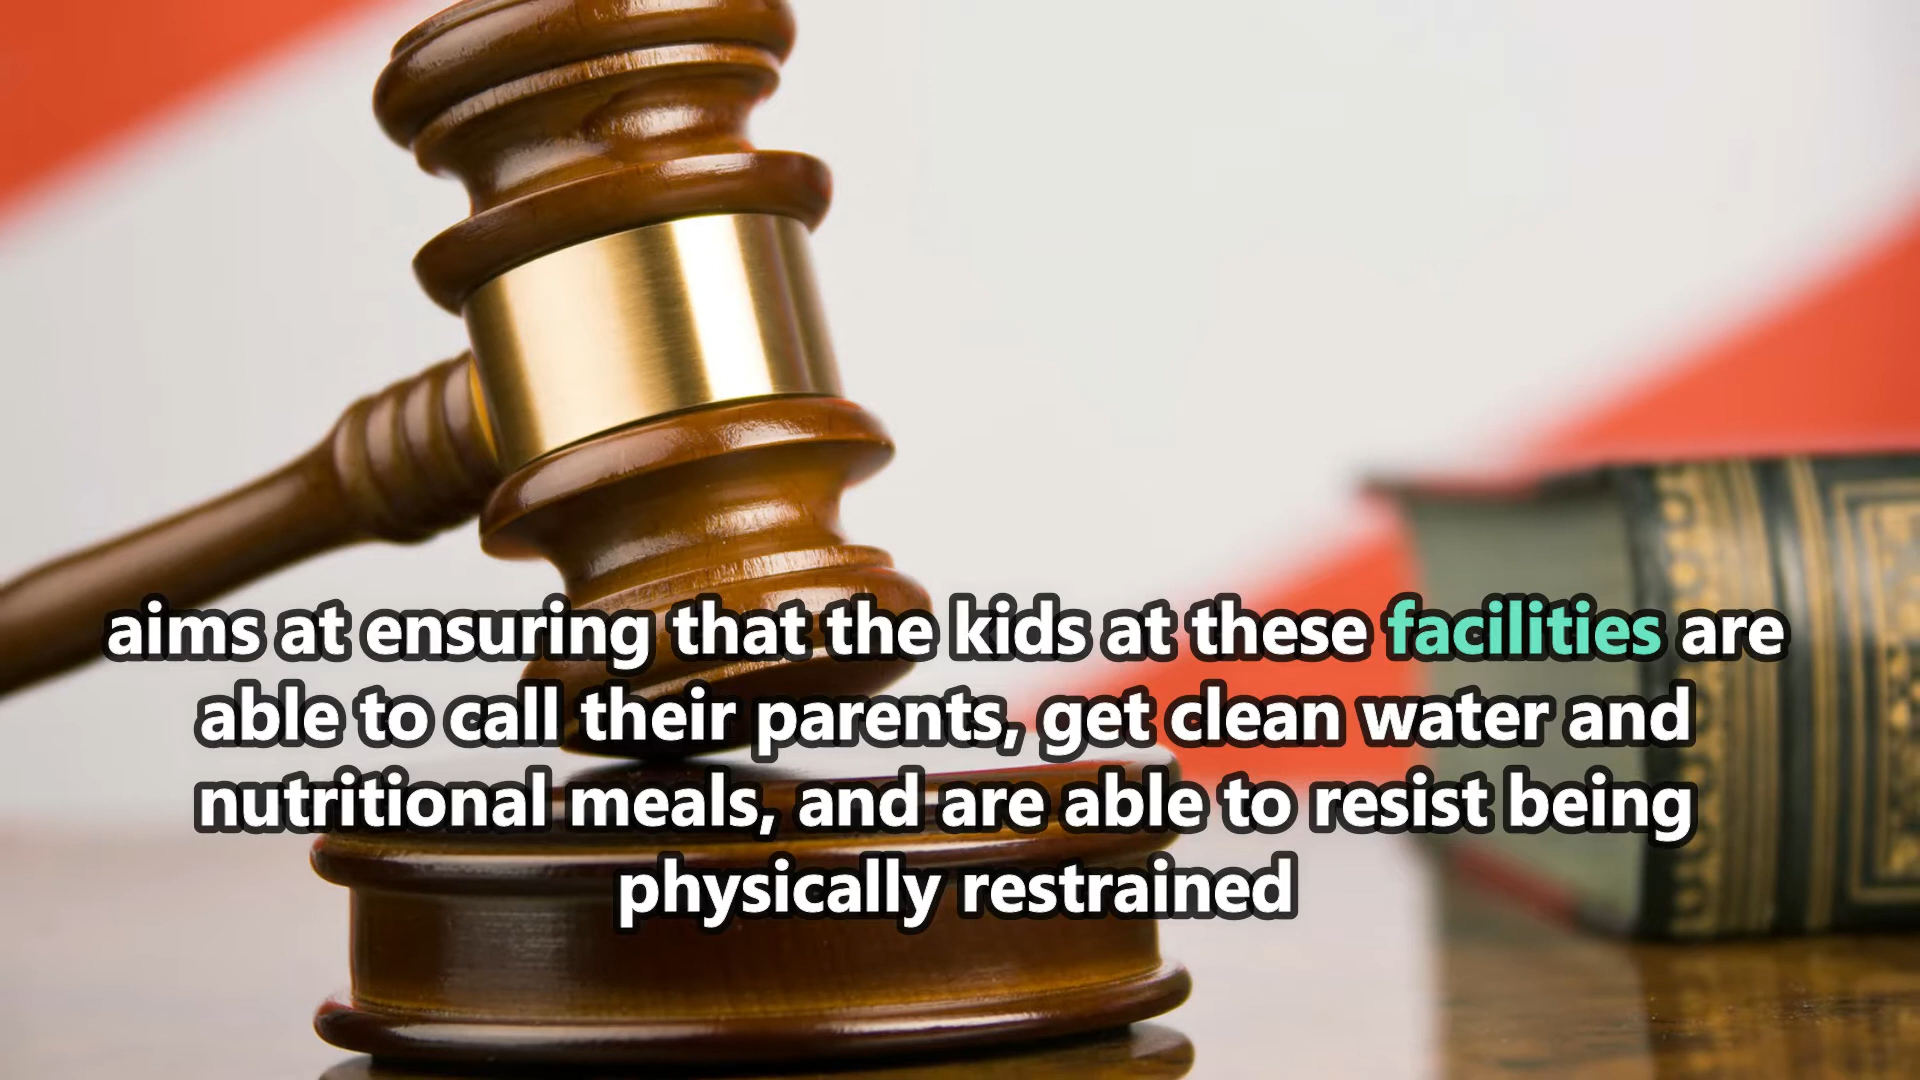 aims at ensuring that the kids at these facilities are
able to call their parents, get clean water and
nutritional meals, and are able to resist being
physically restrained